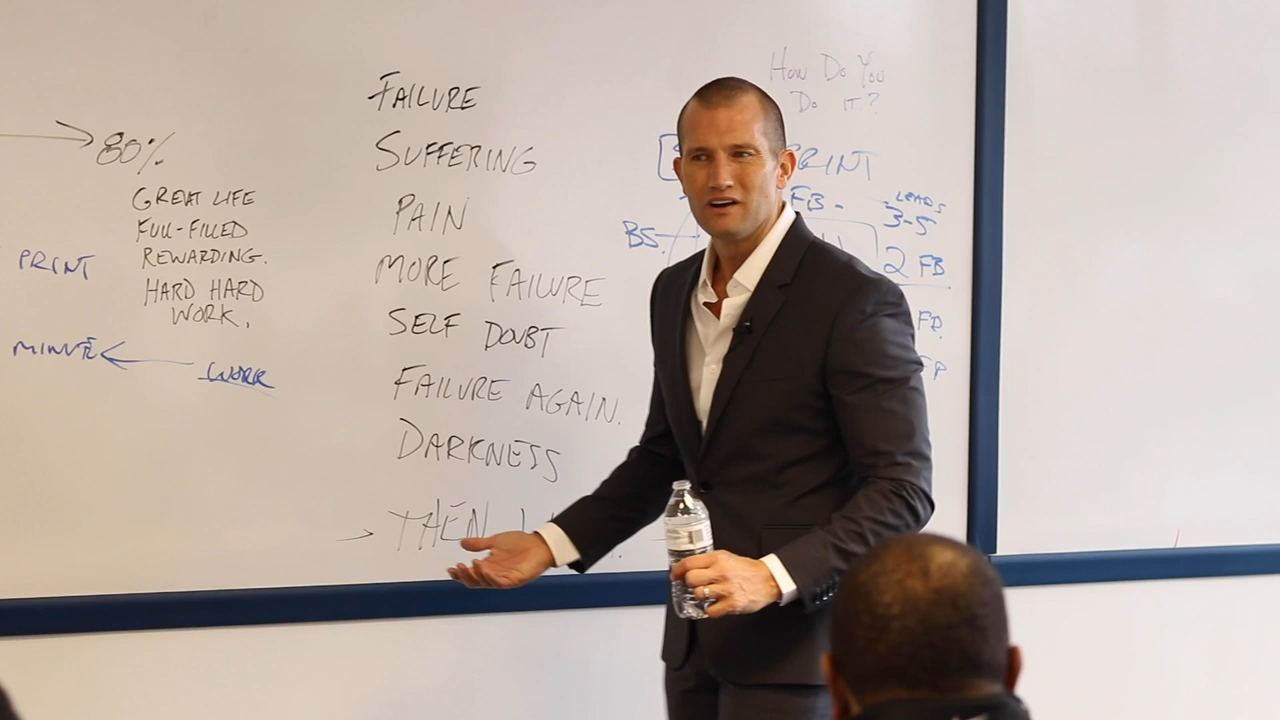 80%
GREAT LIFE
FULL-FILLED
REWARDING.
HARD HARD
WORK.
PRINT
MINUTE
WORK
FAILURE
SUFFERING
PAIN
MORE FAILURE
SELF DOUBT
FAILURE AGAIN.
DARKNESS
THEN
How Do You
Do IT?
PRINT
FB-
LEADS
3-5
BS
2 FB